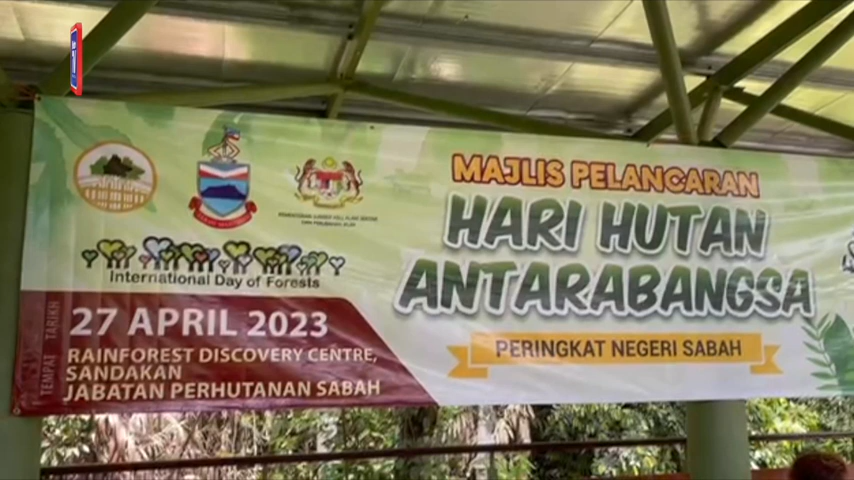 MAJLIS PELANCARAN
HARI HUTAN
ANTARABANGSA
PERINGKAT NEGERI SABAH
International Day of Forests
TARIKH
27 APRIL 2023
TEMPAT
RAINFOREST DISCOVERY CENTRE,
SANDAKAN
JABATAN PERHUTANAN SABAH